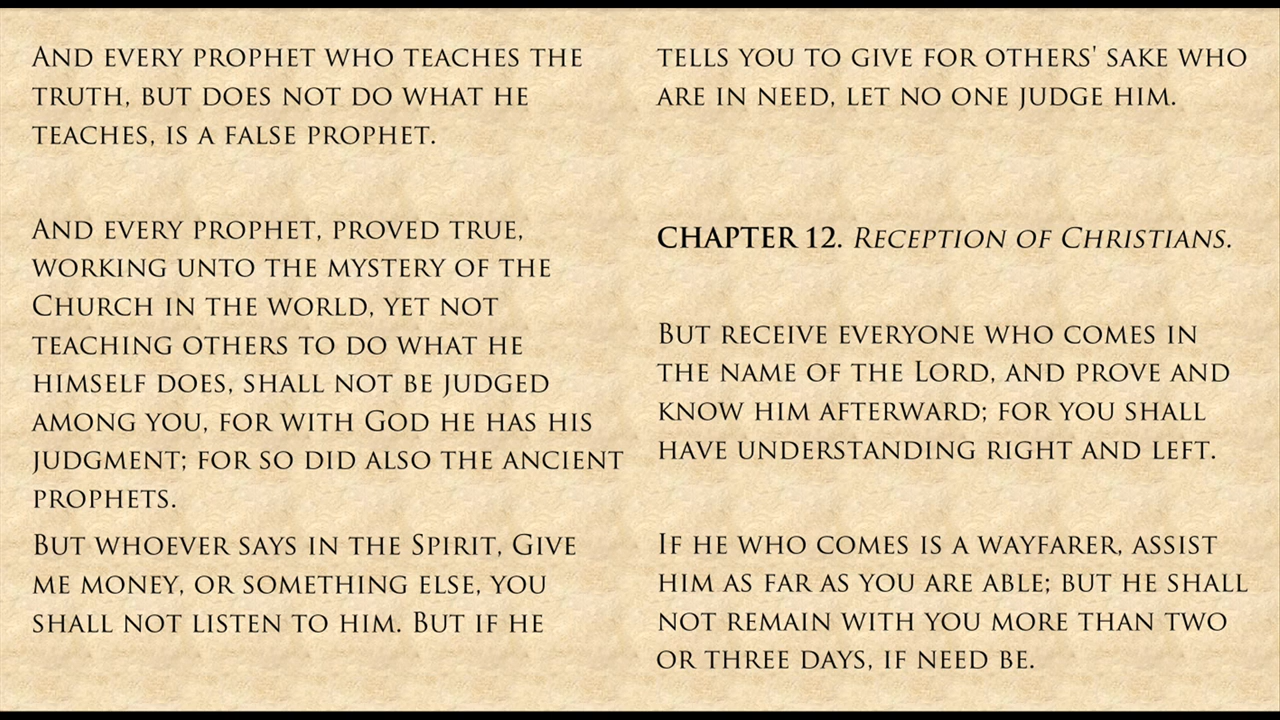 And every prophet who teaches the
truth, but does not do what he
teaches, is a false prophet.
And every prophet, proved true,
working unto the mystery of the
Church in the world, yet not
teaching others to do what he
himself does, shall not be judged
among you, for with God he has his
judgment; for so did also the ancient
prophets.
But whoever says in the Spirit, Give
me money, or something else, you
shall not listen to him. But if he
tells you to give for others' sake who
are in need, let no one judge him.
CHAPTER 12. Reception of Christians.
But receive everyone who comes in
the name of the Lord, and prove and
know him afterward; for you shall
have understanding right and left.
If he who comes is a wayfarer, assist
him as far as you are able; but he shall
not remain with you more than two
or three days, if need be.